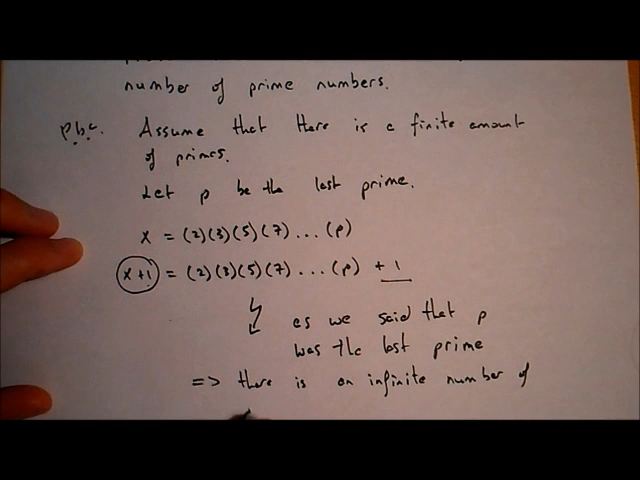 number of prime numbers.
P.b.c. Assume that there is a finite amount
of primes.
Let p be the last prime.
x = (2)(3)(5)(7)...(p)
x+1 = (2)(3)(5)(7)...(p) + 1
as we said that p
was the last prime
=> there is an infinite number of